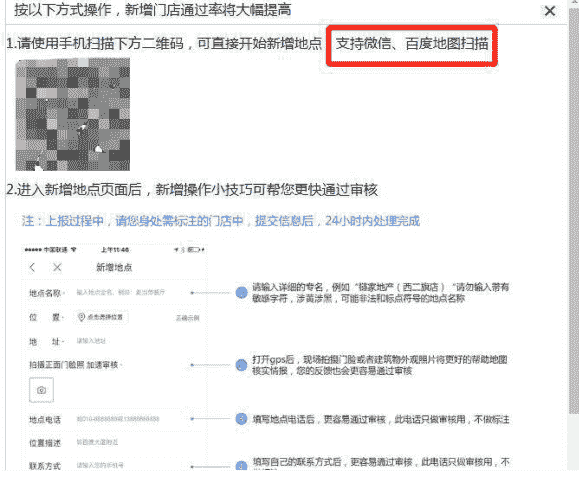 按以下方式操作，新增门店通过率将大幅提高
1.请使用手机扫描下方二维码，可直接开始新增地点 支持微信、百度地图扫描
2.进入新增地点页面后，新增操作小技巧可帮您更快通过审核
注：上报过程中，请您身处需标注的门店中，提交信息后，24小时内处理完成
中国联通 上午11:46
新增地点
地点名称
请输入详细的专名，例如“链家地产（西二旗店）“请勿输入带有
敏感字符，涉黄涉黑，可能非法和标点符号的地点名称
位 置 点击选择位置 正确示例
地 址 请输入地址
拍摄正面门脸照 加速审核
打开gps后，现场拍摄门脸或者建筑物外观照片将更好的帮助地图
核实情报，您的反馈也会更容易通过审核
地点电话
填写地点电话后，更容易通过审核，此电话只做审核用，不做标注
位置描述
联系方式 请输入您的手机号
填写自己的联系方式后，更容易通过审核，此电话只做审核用，不